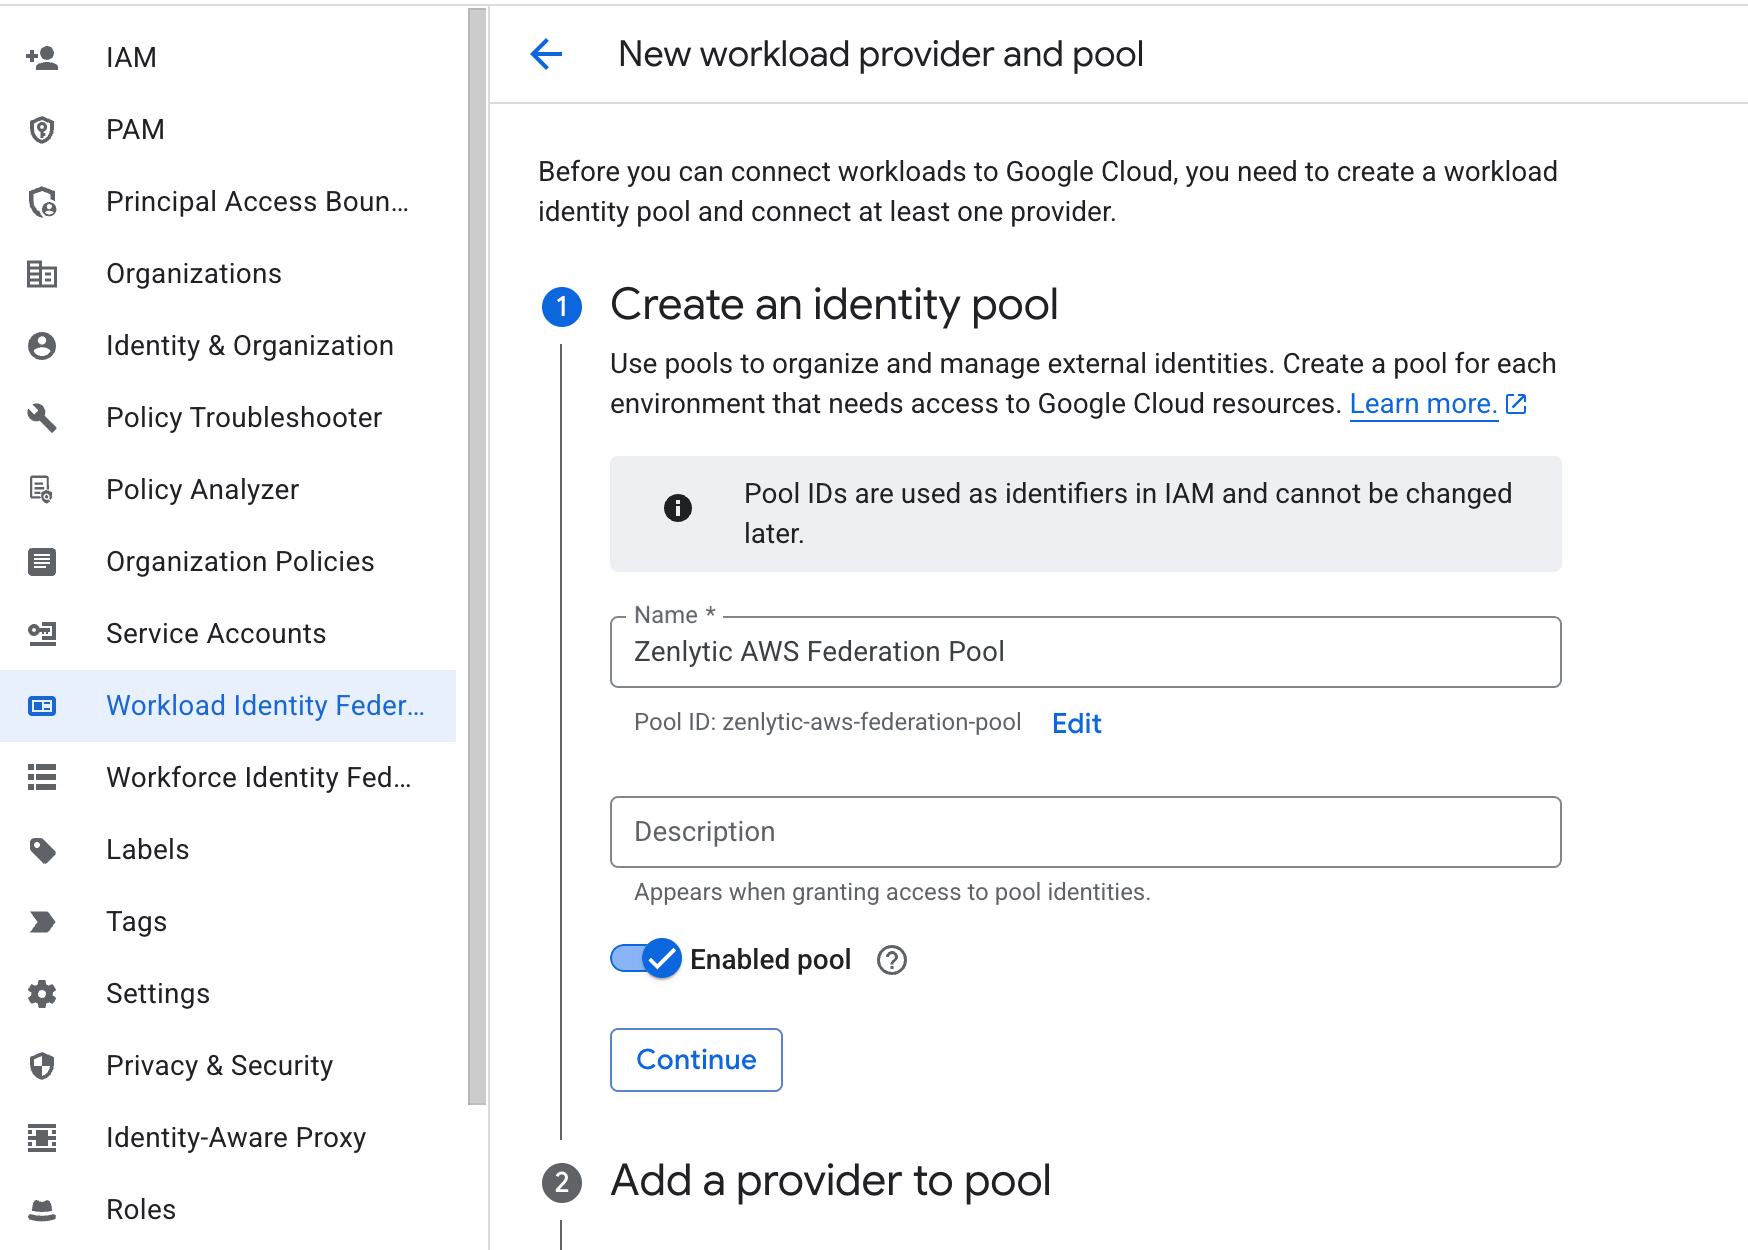 IAM
PAM
Principal Access Boun...
Organizations
Identity & Organization
Policy Troubleshooter
Policy Analyzer
Organization Policies
Service Accounts
Workload Identity Feder...
Workforce Identity Fed...
Labels
Tags
Settings
Privacy & Security
Identity-Aware Proxy
Roles
New workload provider and pool
Before you can connect workloads to Google Cloud, you need to create a workload
identity pool and connect at least one provider.
1 Create an identity pool
Use pools to organize and manage external identities. Create a pool for each
environment that needs access to Google Cloud resources. Learn more.
Pool IDs are used as identifiers in IAM and cannot be changed
later.
Name *
Zenlytic AWS Federation Pool
Pool ID: zenlytic-aws-federation-pool Edit
Description
Appears when granting access to pool identities.
Enabled pool
Continue
2 Add a provider to pool